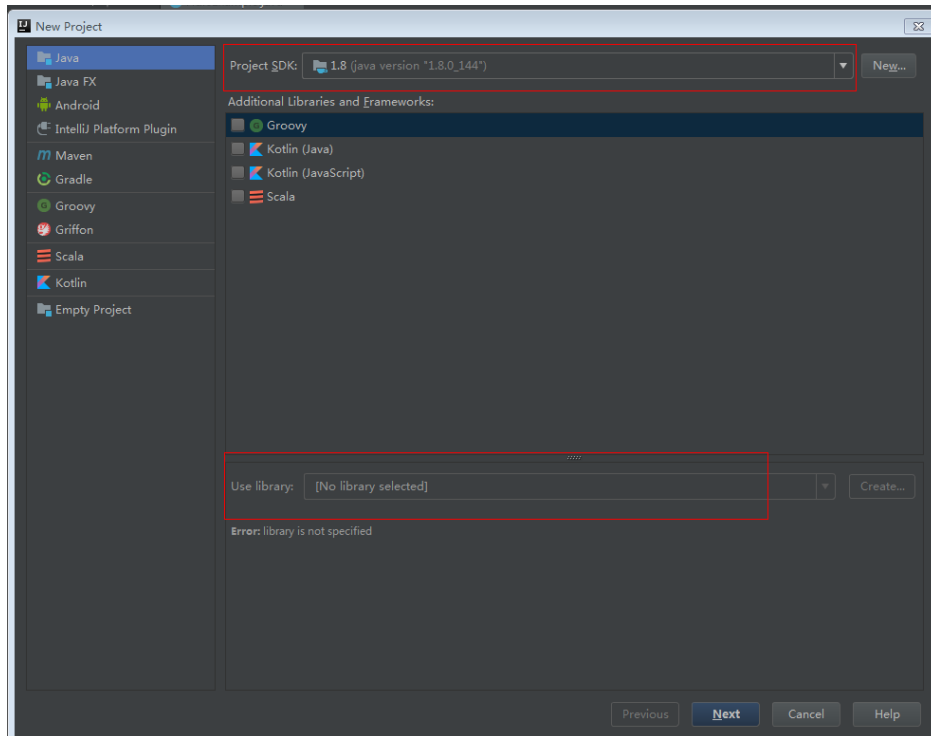 New Project
Java
Java FX
Android
IntelliJ Platform Plugin
Maven
Gradle
Groovy
Griffon
Scala
Kotlin
Empty Project
Project SDK: 1.8 (java version "1.8.0_144") New...
Additional Libraries and Frameworks:
Groovy
Kotlin (Java)
Kotlin (JavaScript)
Scala
Use library: [No library selected] Create...
Error: library is not specified
Previous Next Cancel Help